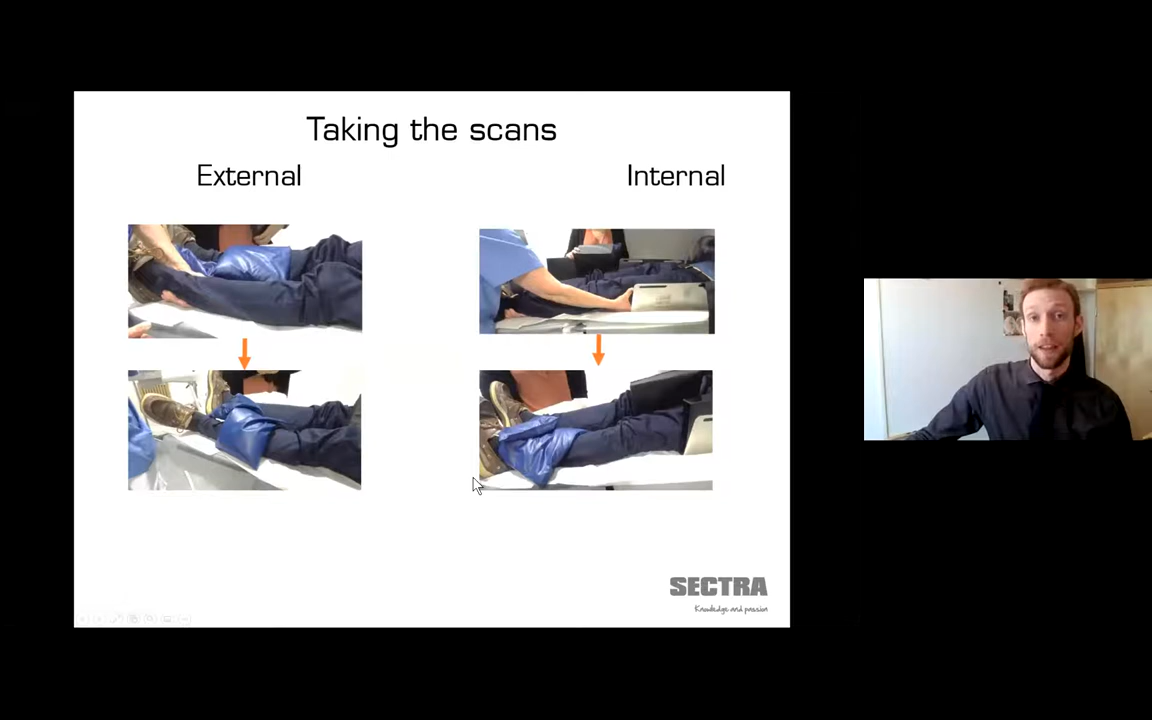 Taking the scans
External
Internal
SECTRA
Knowledge and passion